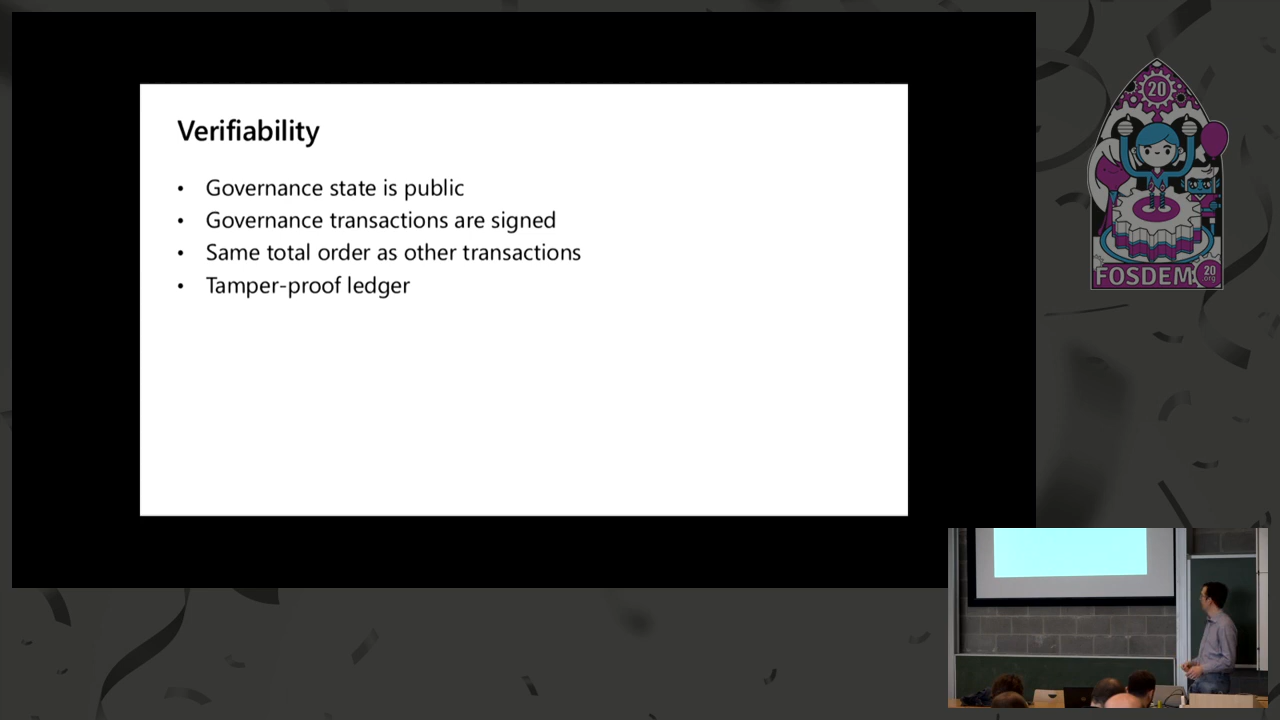 Verifiability
• Governance state is public
• Governance transactions are signed
• Same total order as other transactions
• Tamper-proof ledger
20
FOSDEM
20
.org